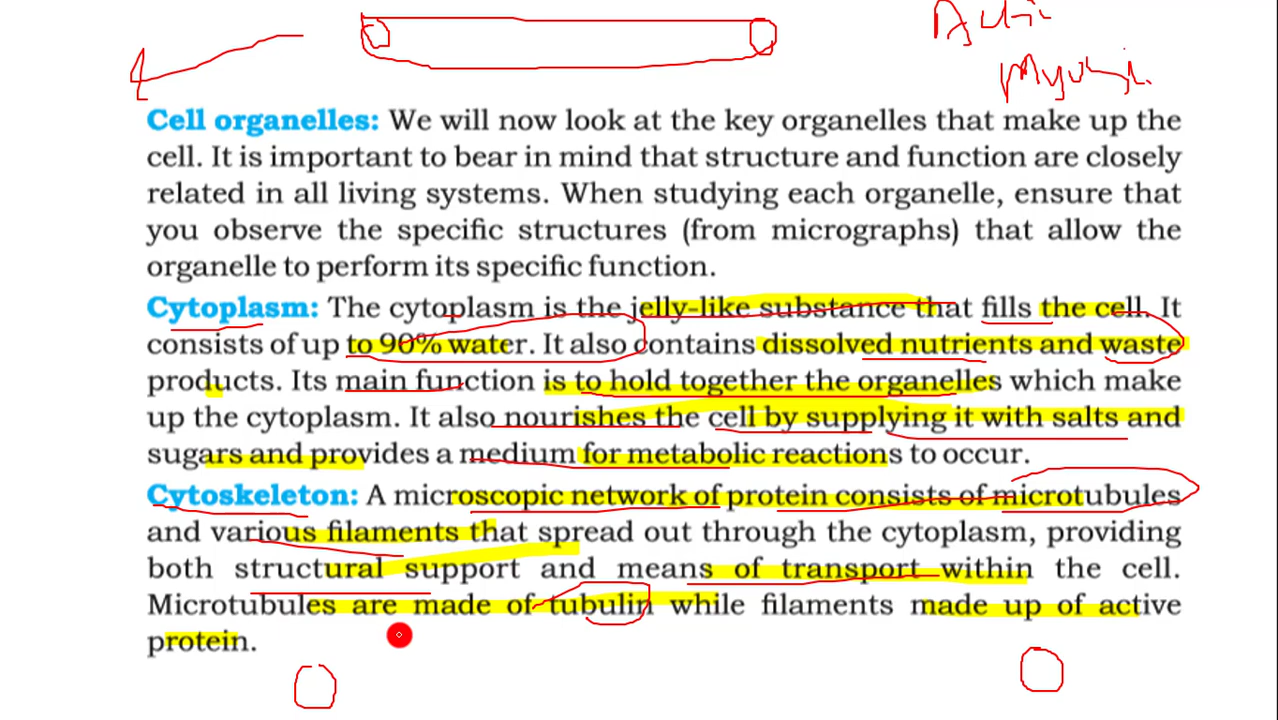 Actin
Myosin
Cell organelles: We will now look at the key organelles that make up the
cell. It is important to bear in mind that structure and function are closely
related in all living systems. When studying each organelle, ensure that
you observe the specific structures (from micrographs) that allow the
organelle to perform its specific function.
Cytoplasm: The cytoplasm is the jelly-like substance that fills the cell. It
consists of up to 90% water. It also contains dissolved nutrients and waste
products. Its main function is to hold together the organelles which make
up the cytoplasm. It also nourishes the cell by supplying it with salts and
sugars and provides a medium for metabolic reactions to occur.
Cytoskeleton: A microscopic network of protein consists of microtubules
and various filaments that spread out through the cytoplasm, providing
both structural support and means of transport within the cell.
Microtubules are made of tubulin while filaments made up of active
protein.